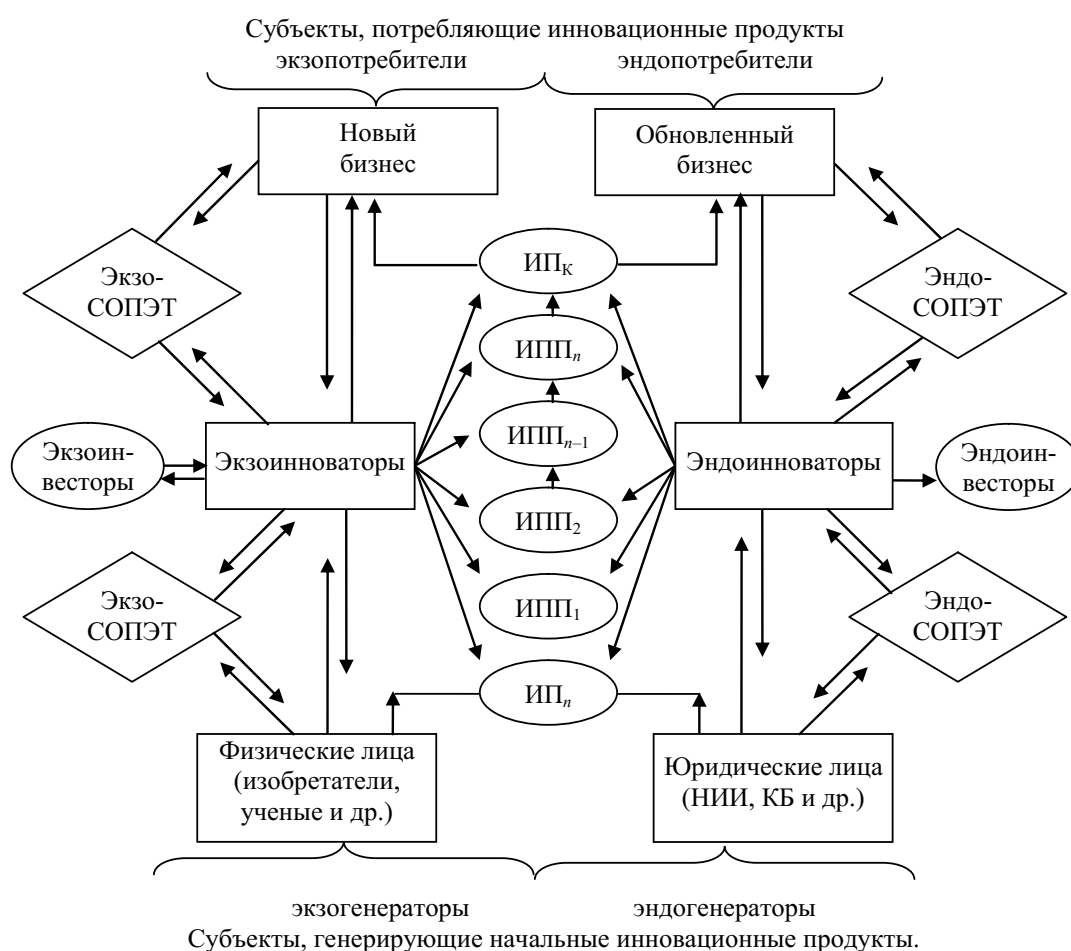 Субъекты, потребляющие инновационные продукты
экзопотребители эндопотребители
Новый
бизнес
Обновленный
бизнес
Экзо-
СОПЭТ
ИПК
Эндо-
СОПЭТ
ИППn
ИППn–1
Экзоин-
весторы
Экзоинноваторы
Эндоинноваторы
Эндоин-
весторы
ИПП2
Экзо-
СОПЭТ
ИПП1
Эндо-
СОПЭТ
ИПn
Физические лица
(изобретатели,
ученые и др.)
Юридические лица
(НИИ, КБ и др.)
экзогенераторы эндогенераторы
Субъекты, генерирующие начальные инновационные продукты.